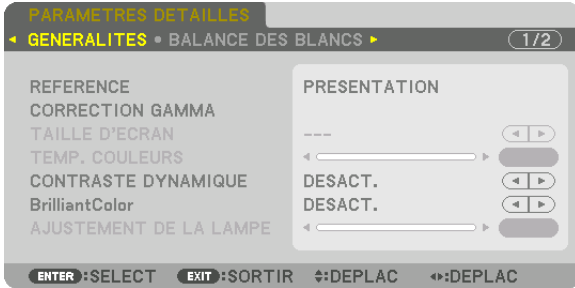 PARAMETRES DETAILLES
GENERALITES • BALANCE DES BLANCS 1/2
REFERENCE PRESENTATION
CORRECTION GAMMA
TAILLE D'ECRAN ---
TEMP. COULEURS
CONTRASTE DYNAMIQUE DESACT.
BrilliantColor DESACT.
AJUSTEMENT DE LA LAMPE
ENTER :SELECT EXIT :SORTIR :DEPLAC :DEPLAC